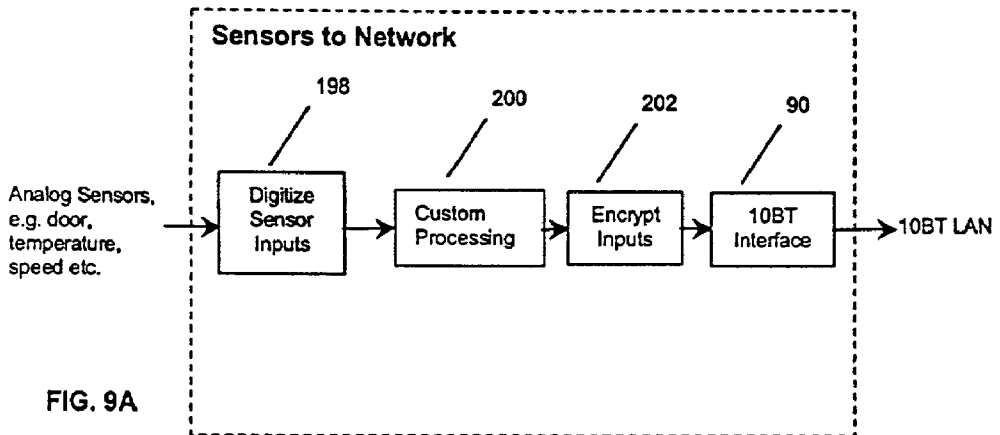 Sensors to Network
198
200
202
90
Analog Sensors,
e.g. door,
temperature,
speed etc.
Digitize
Sensor
Inputs
Custom
Processing
Encrypt
Inputs
10BT
Interface
10BT LAN
FIG. 9A